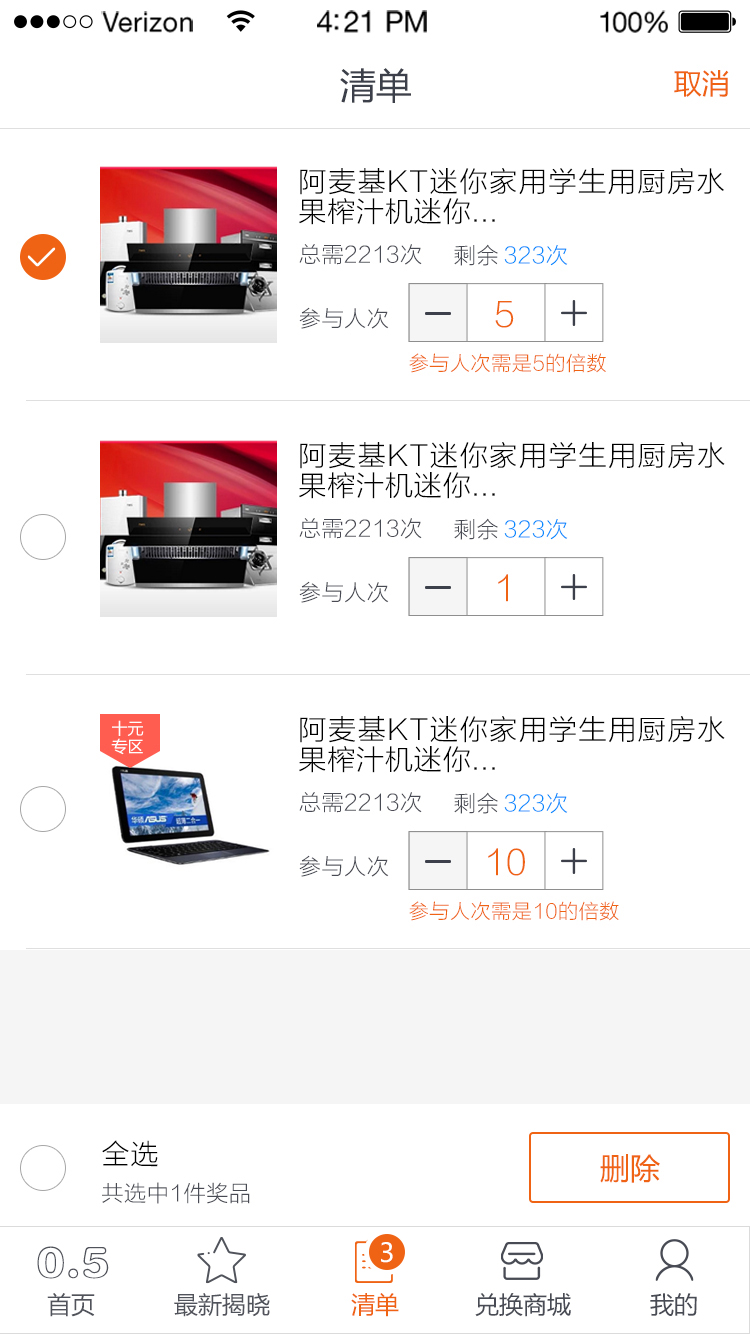 Verizon 4:21 PM 100%
清单
取消
阿麦基KT迷你家用学生用厨房水
果榨汁机迷你...
总需2213次 剩余 323次
参与人次 5
参与人次需是5的倍数
阿麦基KT迷你家用学生用厨房水
果榨汁机迷你...
总需2213次 剩余 323次
参与人次 1
十元
专区
华硕 ASUS 超薄二合一
阿麦基KT迷你家用学生用厨房水
果榨汁机迷你...
总需2213次 剩余 323次
参与人次 10
参与人次需是10的倍数
全选
共选中1件奖品
删除
0.5
3
首页 最新揭晓 清单 兑换商城 我的